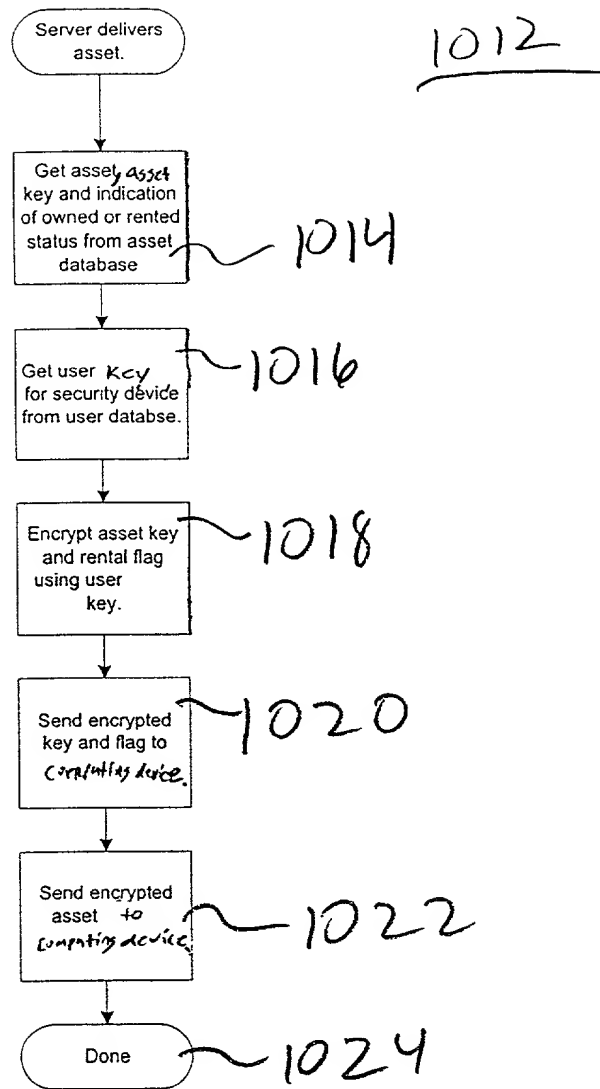 Server delivers
asset.
1012
Get asset, asset
key and indication
of owned or rented
status from asset
database
1014
Get user key
for security device
from user databse.
1016
Encrypt asset key
and rental flag
using user
key.
1018
Send encrypted
key and flag to
computing device.
1020
Send encrypted
asset to
computing device.
1022
Done
1024